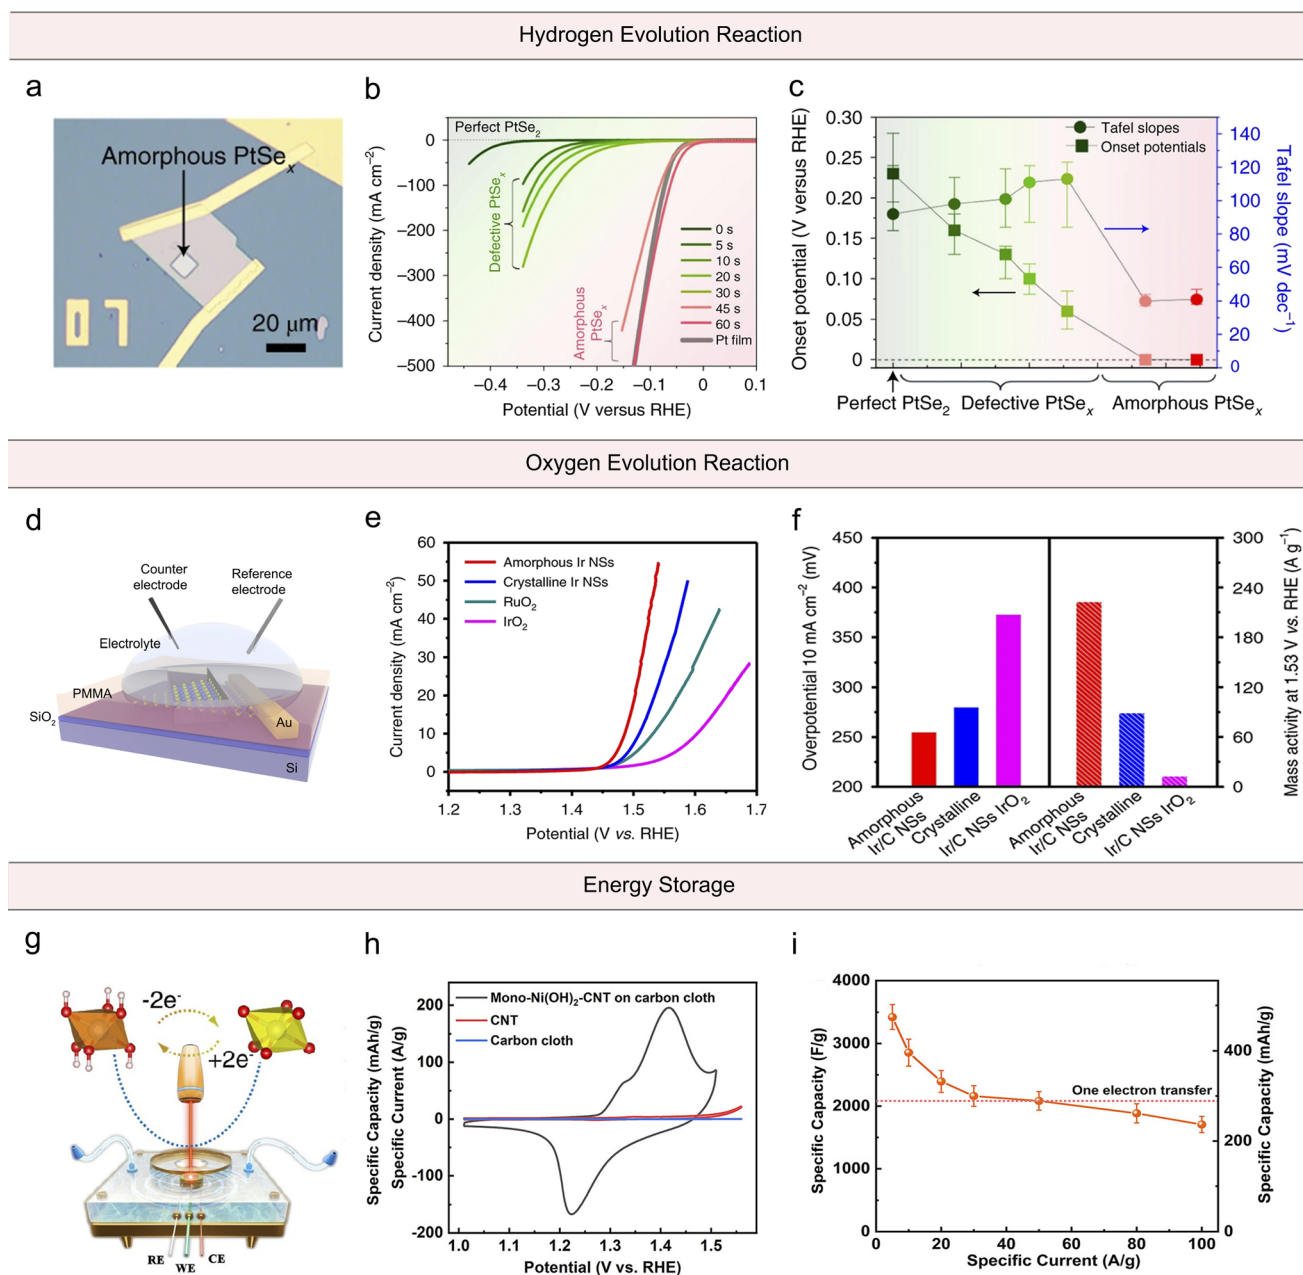 Hydrogen Evolution Reaction
a
Amorphous PtSeₓ
07
20 μm
b
Perfect PtSe₂
Defective PtSeₓ
Amorphous
PtSeₓ
0 s
5 s
10 s
20 s
30 s
45 s
60 s
Pt film
Current density (mA cm⁻²)
0
–100
–200
–300
–400
–500
–0.4
–0.3
–0.2
–0.1
0
0.1
Potential (V versus RHE)
c
Tafel slopes
Onset potentials
Onset potential (V versus RHE)
0.30
0.25
0.20
0.15
0.10
0.05
0
Tafel slope (mV dec⁻¹)
140
120
100
80
60
40
20
0
Perfect PtSe₂
Defective PtSeₓ
Amorphous PtSeₓ
Oxygen Evolution Reaction
d
Counter
electrode
Reference
electrode
Electrolyte
PMMA
SiO₂
Au
Si
e
Amorphous Ir NSs
Crystalline Ir NSs
RuO₂
IrO₂
Current density (mA cm⁻²)
60
50
40
30
20
10
0
1.2
1.3
1.4
1.5
1.6
1.7
Potential (V vs. RHE)
f
Overpotential 10 mA cm⁻² (mV)
450
400
350
300
250
200
Mass activity at 1.53 V vs. RHE (A g⁻¹)
300
240
180
120
60
0
Amorphous
Ir/C NSs
Crystalline
Ir/C NSs
IrO₂
Amorphous
Ir/C NSs
Crystalline
Ir/C NSs
IrO₂
Energy Storage
g
-2e⁻
+2e⁻
RE
WE
CE
h
Mono-Ni(OH)₂-CNT on carbon cloth
CNT
Carbon cloth
Specific Capacity (mAh/g)
Specific Current (A/g)
200
100
0
-100
-200
1.0
1.1
1.2
1.3
1.4
1.5
Potential (V vs. RHE)
i
One electron transfer
Specific Capacity (F/g)
4000
3000
2000
1000
0
Specific Capacity (mAh/g)
400
200
0
0
20
40
60
80
100
Specific Current (A/g)